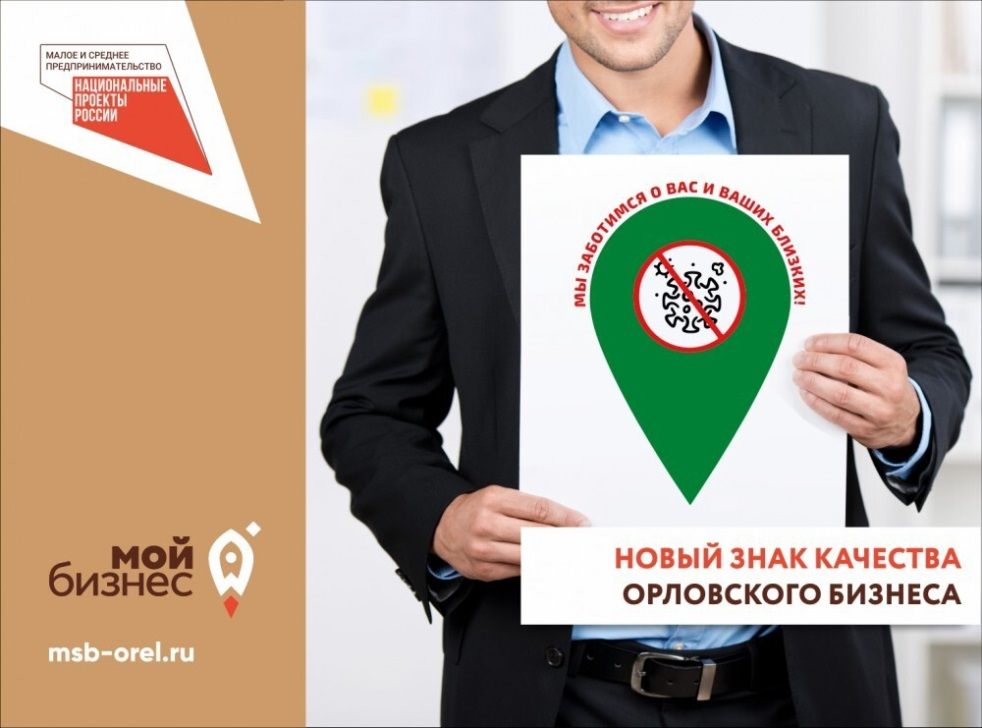 МАЛОЕ И СРЕДНЕЕ
ПРЕДПРИНИМАТЕЛЬСТВО
НАЦИОНАЛЬНЫЕ
ПРОЕКТЫ
РОССИИ
МЫ ЗАБОТИМСЯ О ВАС И ВАШИХ БЛИЗКИХ!
НОВЫЙ ЗНАК КАЧЕСТВА
ОРЛОВСКОГО БИЗНЕСА
мой
бизнес
msb-orel.ru